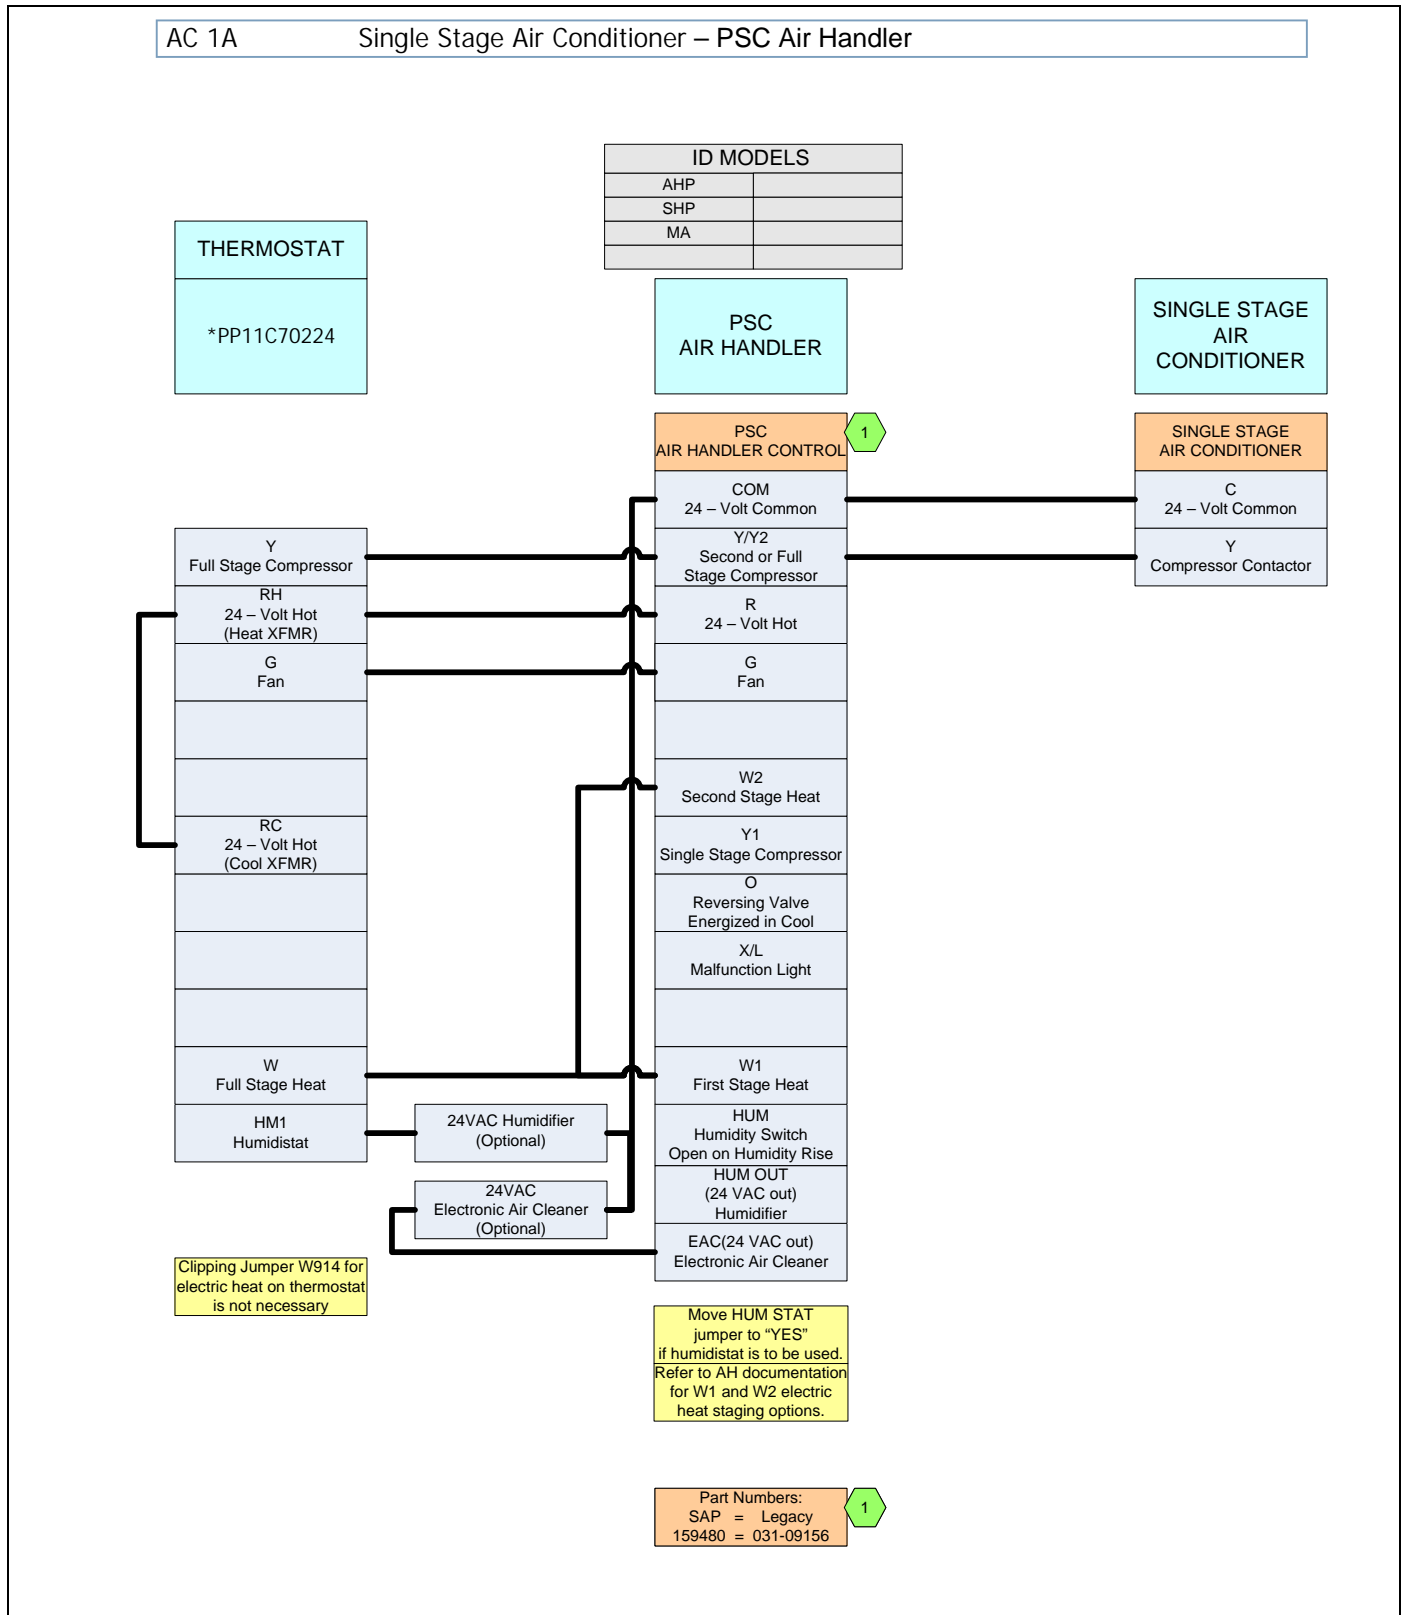 AC 1A Single Stage Air Conditioner – PSC Air Handler
ID MODELS
AHP
SHP
MA
THERMOSTAT
*PP11C70224
PSC
AIR HANDLER
SINGLE STAGE
AIR
CONDITIONER
PSC
AIR HANDLER CONTROL
1
SINGLE STAGE
AIR CONDITIONER
COM
24 – Volt Common
C
24 – Volt Common
Y
Full Stage Compressor
Y/Y2
Second or Full
Stage Compressor
Y
Compressor Contactor
RH
24 – Volt Hot
(Heat XFMR)
R
24 – Volt Hot
G
Fan
G
Fan
W2
Second Stage Heat
RC
24 – Volt Hot
(Cool XFMR)
Y1
Single Stage Compressor
O
Reversing Valve
Energized in Cool
X/L
Malfunction Light
W
Full Stage Heat
W1
First Stage Heat
HM1
Humidistat
24VAC Humidifier
(Optional)
HUM
Humidity Switch
Open on Humidity Rise
24VAC
Electronic Air Cleaner
(Optional)
HUM OUT
(24 VAC out)
Humidifier
EAC(24 VAC out)
Electronic Air Cleaner
Clipping Jumper W914 for
electric heat on thermostat
is not necessary
Move HUM STAT
jumper to “YES”
if humidistat is to be used.
Refer to AH documentation
for W1 and W2 electric
heat staging options.
Part Numbers:
SAP = Legacy
159480 = 031-09156
1